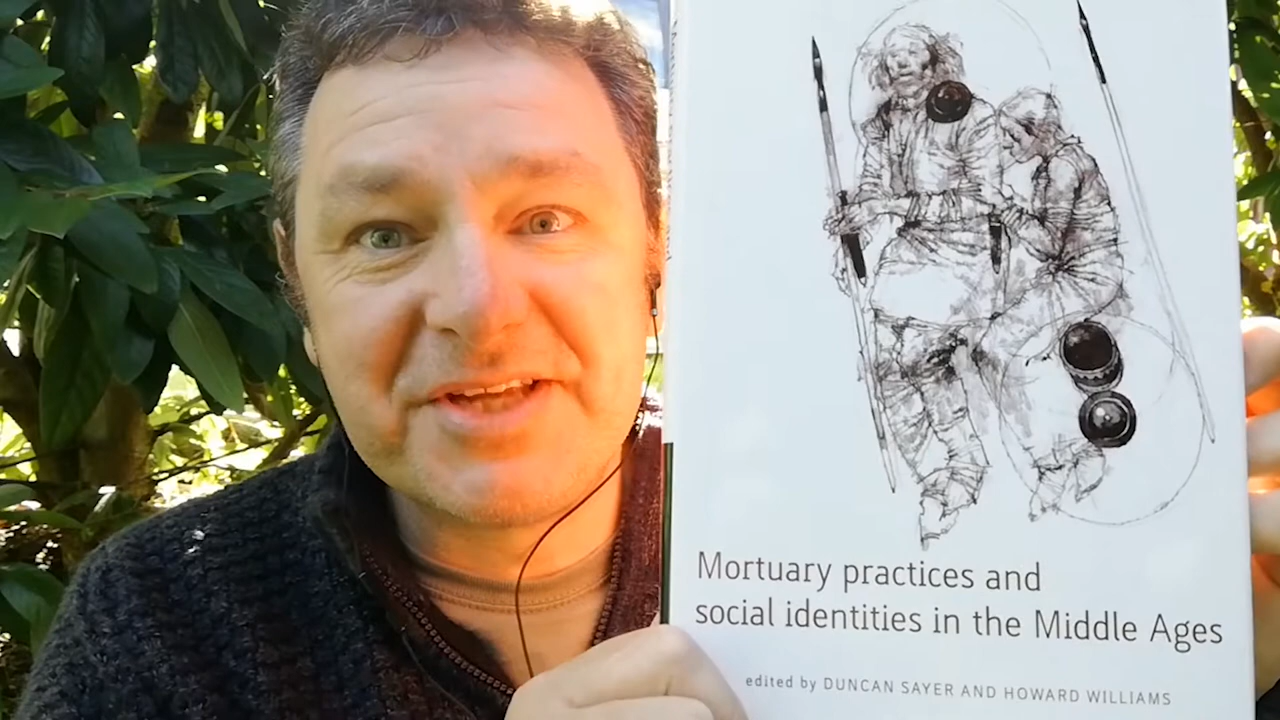 Mortuary practices and
social identities in the Middle Ages
edited by DUNCAN SAYER AND HOWARD WILLIAMS